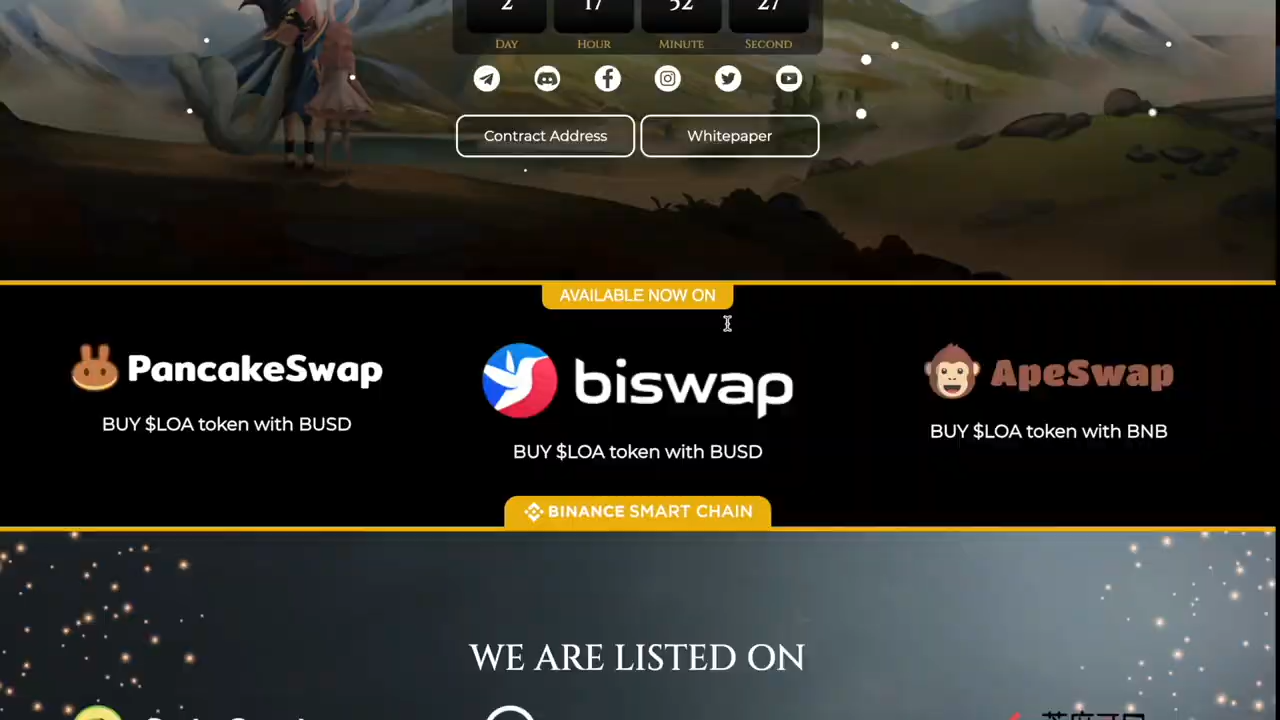 2 17 52 27
DAY HOUR MINUTE SECOND
Contract Address Whitepaper
AVAILABLE NOW ON
PancakeSwap biswap ApeSwap
BUY $LOA token with BUSD BUY $LOA token with BUSD BUY $LOA token with BNB
BINANCE SMART CHAIN
WE ARE LISTED ON